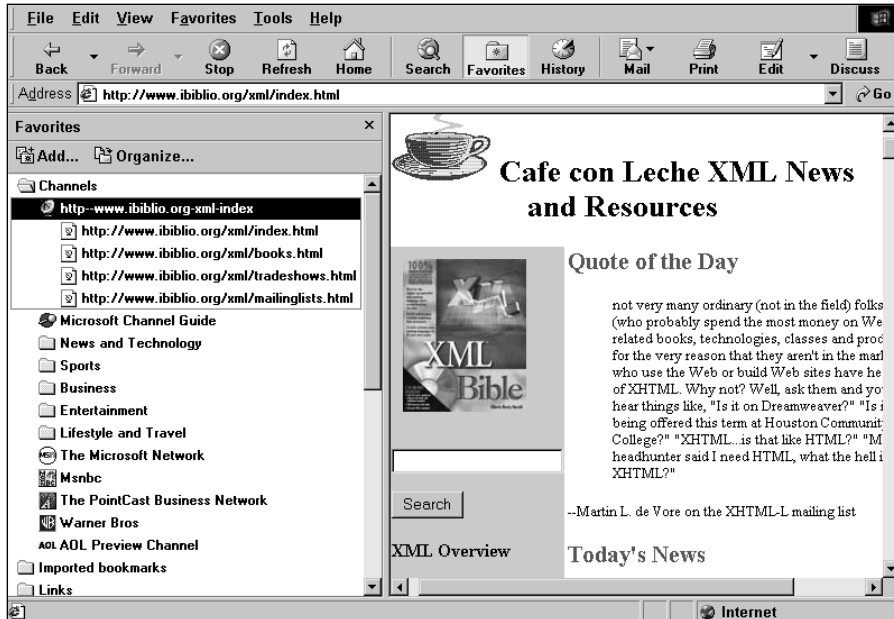 File Edit View Favorites Tools Help
Back Forward Stop Refresh Home Search Favorites History Mail Print Edit Discuss
Address http://www.ibiblio.org/xml/index.html Go
Favorites ×
Add... Organize...
Channels
http--www.ibiblio.org-xml-index
http://www.ibiblio.org/xml/index.html
http://www.ibiblio.org/xml/books.html
http://www.ibiblio.org/xml/tradeshows.html
http://www.ibiblio.org/xml/mailinglists.html
Microsoft Channel Guide
News and Technology
Sports
Business
Entertainment
Lifestyle and Travel
msn The Microsoft Network
Msnbc
The PointCast Business Network
WB Warner Bros
AOL AOL Preview Channel
Imported bookmarks
Links
Cafe con Leche XML News
and Resources
100%
XML
Bible
Search
XML Overview
Quote of the Day
not very many ordinary (not in the field) folks
(who probably spend the most money on We
related books, technologies, classes and prod
for the very reason that they aren't in the mar
who use the Web or build Web sites have he
of XHTML. Why not? Well, ask them and yo
hear things like, "Is it on Dreamweaver?" "Is i
being offered this term at Houston Community
College?" "XHTML...is that like HTML?" "M
headhunter said I need HTML, what the hell i
XHTML?"
--Martin L. de Vore on the XHTML-L mailing list
Today's News
Internet